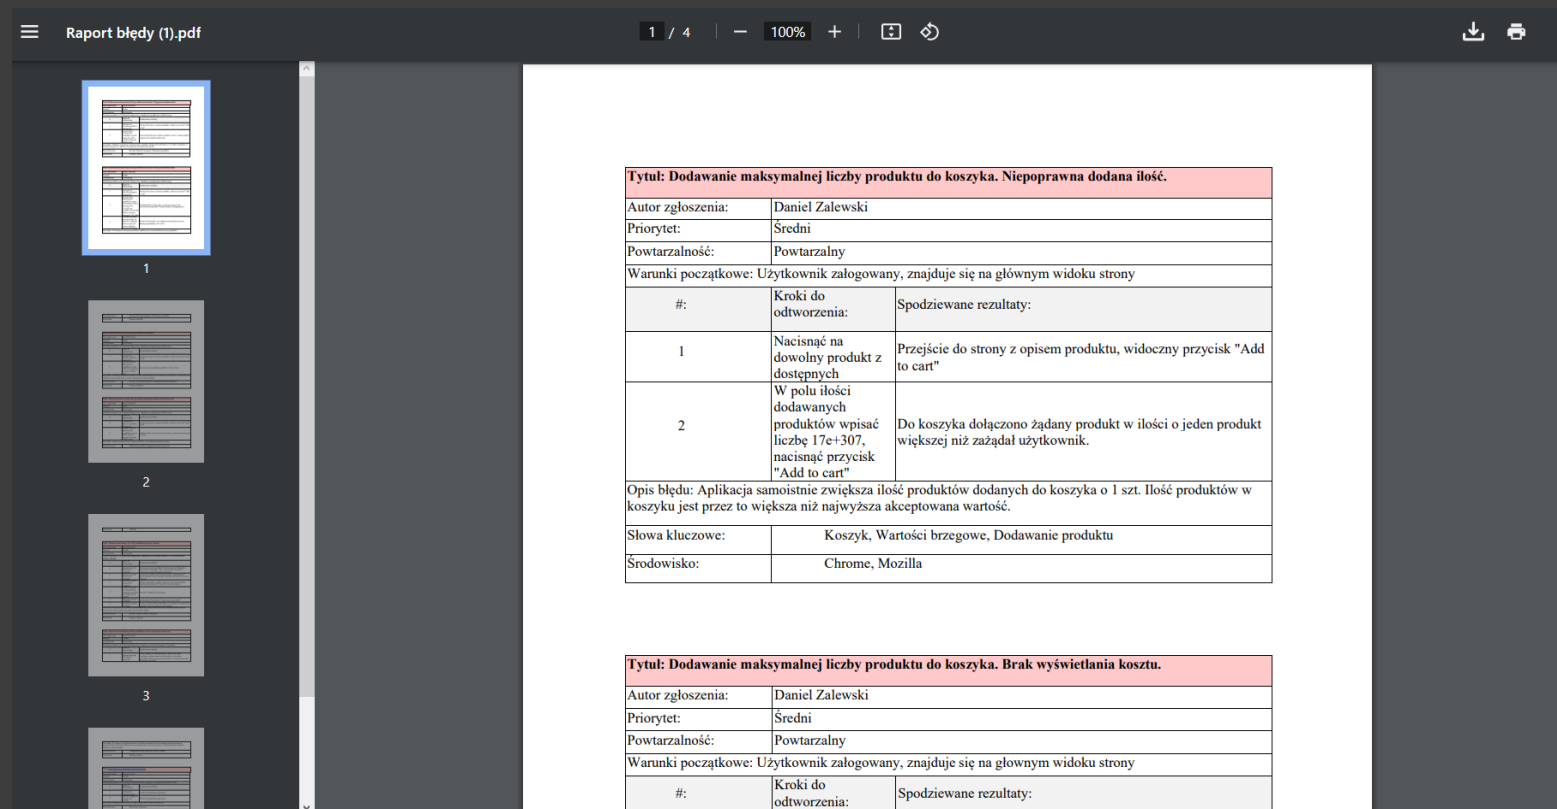 Raport błędy (1).pdf
1 / 4
100%
1
2
3
Tytuł: Dodawanie maksymalnej liczby produktu do koszyka. Niepoprawna dodana ilość.
Autor zgłoszenia: Daniel Zalewski
Priorytet: Średni
Powtarzalność: Powtarzalny
Warunki początkowe: Użytkownik załogowany, znajduje się na głównym widoku strony
#: Kroki do odtworzenia: Spodziewane rezultaty:
1
Nacisnąć na
dowolny produkt z
dostępnych
Przejście do strony z opisem produktu, widoczny przycisk "Add
to cart"
2
W polu iłości
dodawanych
produktów wpisać
liczbę 17e+307,
nacisnąć przycisk
"Add to cart"
Do koszyka dołączono żądany produkt w ilości o jeden produkt
większej niż zażądał użytkownik.
Opis błędu: Aplikacja samoistnie zwiększa ilość produktów dodanych do koszyka o 1 szt. Ilość produktów w
koszyku jest przez to większa niż najwyższa akceptowana wartość.
Słowa kluczowe: Koszyk, Wartości brzegowe, Dodawanie produktu
Środowisko: Chrome, Mozilla
Tytuł: Dodawanie maksymalnej liczby produktu do koszyka. Brak wyświetlania kosztu.
Autor zgłoszenia: Daniel Zalewski
Priorytet: Średni
Powtarzalność: Powtarzalny
Warunki początkowe: Użytkownik załogowany, znajduje się na głownym widoku strony
#: Kroki do odtworzenia: Spodziewane rezultaty: